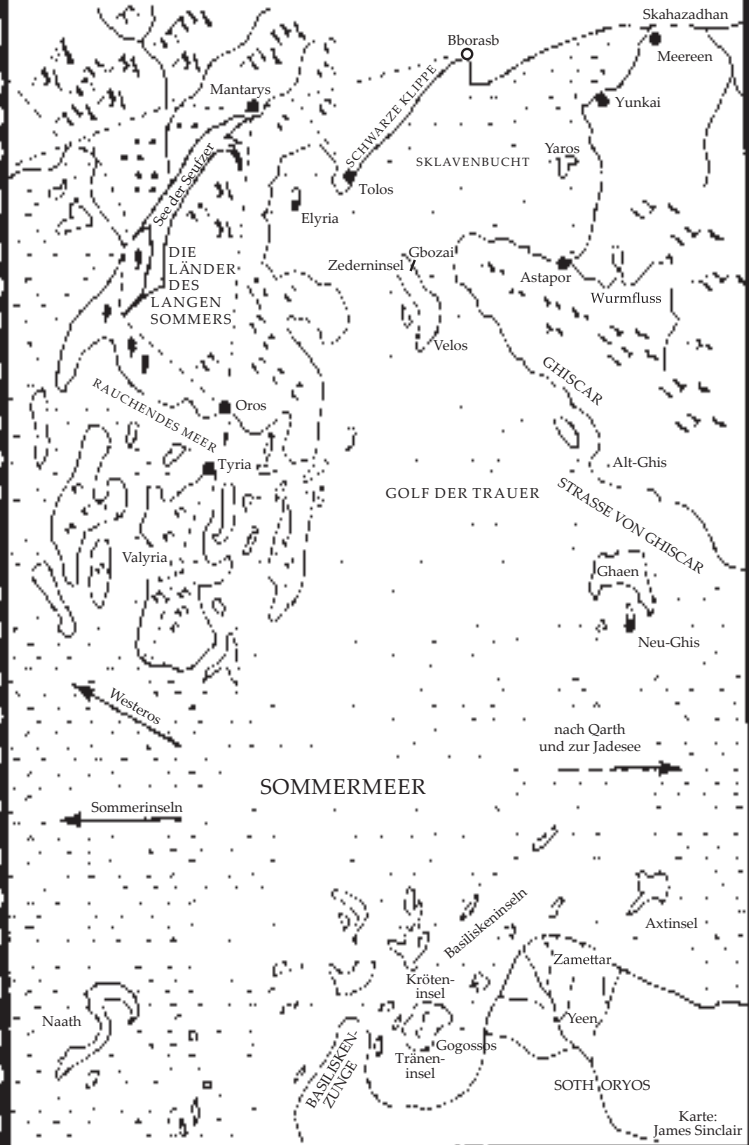 Skahazadhan
Bborasb
Meereen
Mantarys
Yunkai
SCHWARZE KLIPPE
Yaros
SKLAVENBUCHT
See der Seufzer
Tolos
Elyria
Gbozai
Zederninsel
Astapor
Wurmfluss
DIE
LÄNDER
DES
LANGEN
SOMMERS
Velos
GHISCAR
RAUCHENDES MEER
Oros
Tyria
Alt-Ghis
GOLF DER TRAUER
STRASSE VON GHISCAR
Valyria
Ghaen
Neu-Ghis
Westeros
nach Qarth
und zur Jadesee
SOMMERMEER
Sommerinseln
Basiliskeninseln
Axtinsel
Zamettar
Kröten-
insel
Naath
Yeen
Gogossos
Tränen-
insel
BASILISKEN-
ZUNGE
SOTHORYOS
Karte:
James Sinclair